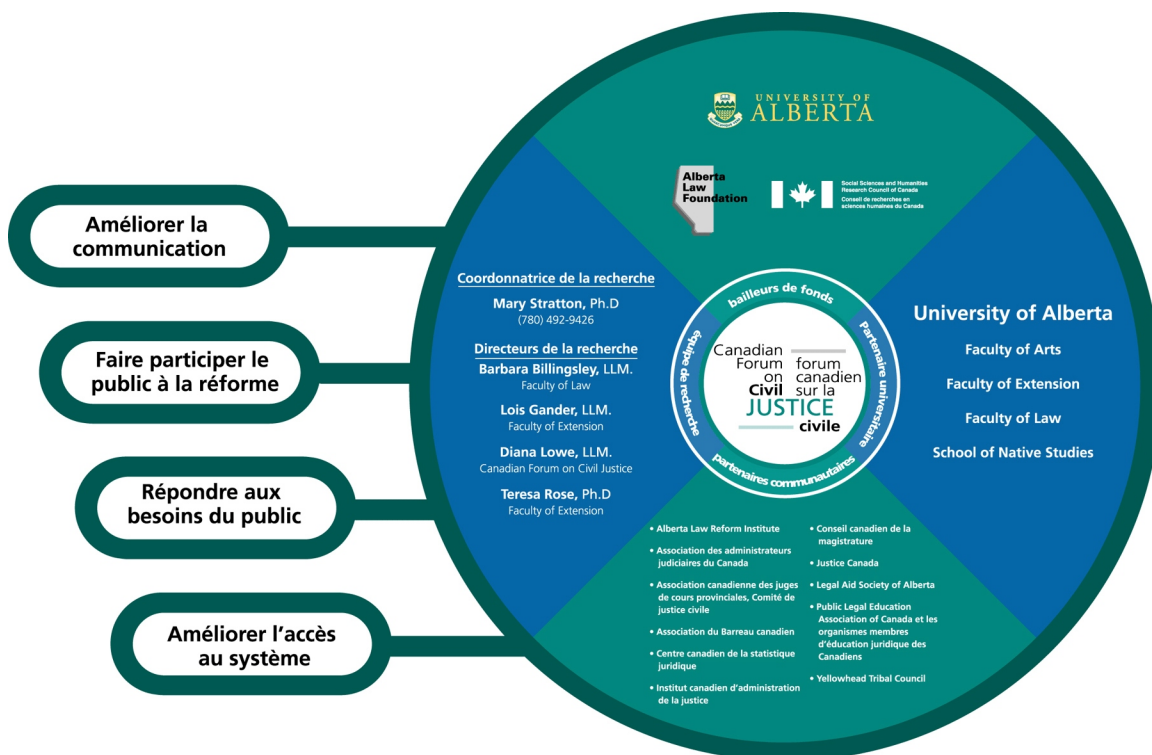 Améliorer la
communication
Faire participer le
public à la réforme
Répondre aux
besoins du public
Améliorer l'accès
au système
UNIVERSITY OF
ALBERTA
Alberta
Law
Foundation
Social Sciences and Humanities
Research Council of Canada
Conseil de recherches en
sciences humaines du Canada
Coordonnatrice de la recherche
Mary Stratton, Ph.D
(780) 492-9426
Directeurs de la recherche
Barbara Billingsley, LLM.
Faculty of Law
Lois Gander, LLM.
Faculty of Extension
Diana Lowe, LLM.
Canadian Forum on Civil Justice
Teresa Rose, Ph.D
Faculty of Extension
bailleurs de fonds
équipe de recherche
Partenaire universitaire
partenaires communautaires
Canadian
Forum forum
on canadien
Civil sur la
JUSTICE
civile
University of Alberta
Faculty of Arts
Faculty of Extension
Faculty of Law
School of Native Studies
• Alberta Law Reform Institute
• Association des administrateurs
judiciaires du Canada
• Association canadienne des juges
de cours provinciales, Comité de
justice civile
• Association du Barreau canadien
• Centre canadien de la statistique
juridique
• Institut canadien d'administration
de la justice
• Conseil canadien de la
magistrature
• Justice Canada
• Legal Aid Society of Alberta
• Public Legal Education
Association of Canada et les
organismes membres
d'éducation juridique des
Canadiens
• Yellowhead Tribal Council